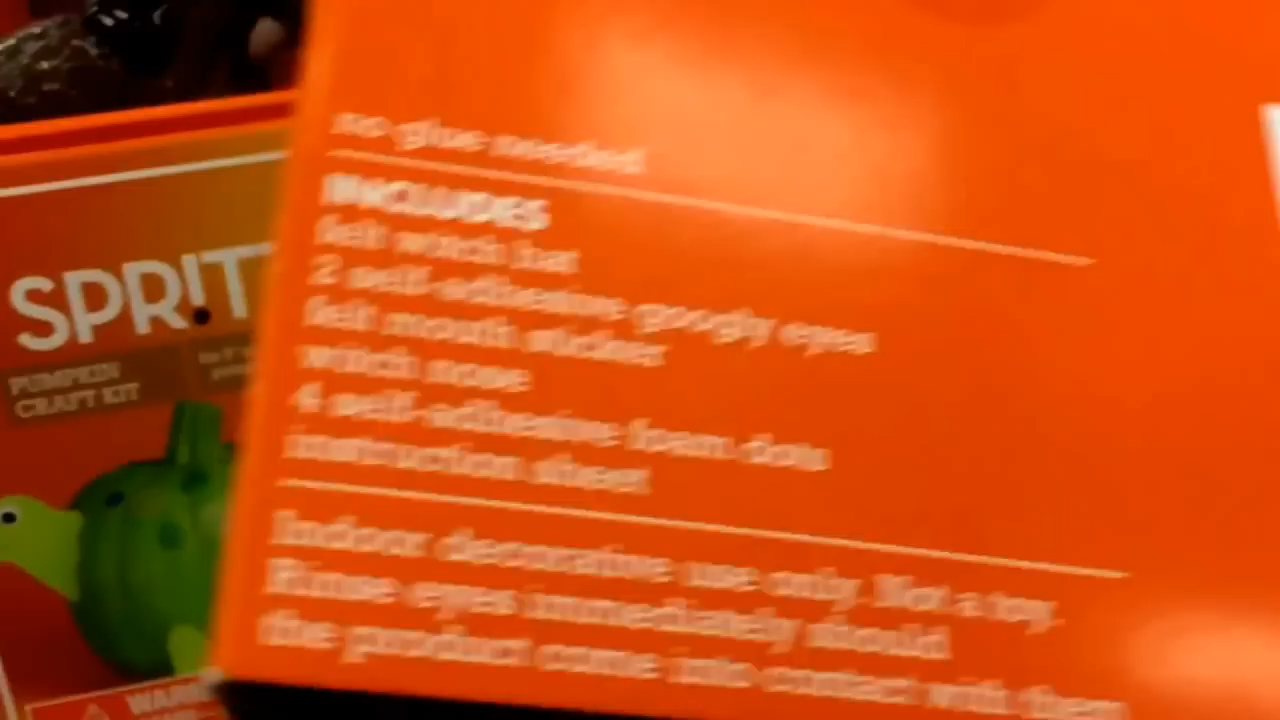 no glue needed
INCLUDES
felt witch hat
2 self-adhesive googly eyes
felt mouth sticker
witch nose
4 self-adhesive foam dots
instruction sheet
Indoor decorative use only. Not a toy.
Rinse eyes immediately should
the product come into contact with them
SPR!T
PUMPKIN
CRAFT KIT
WARN